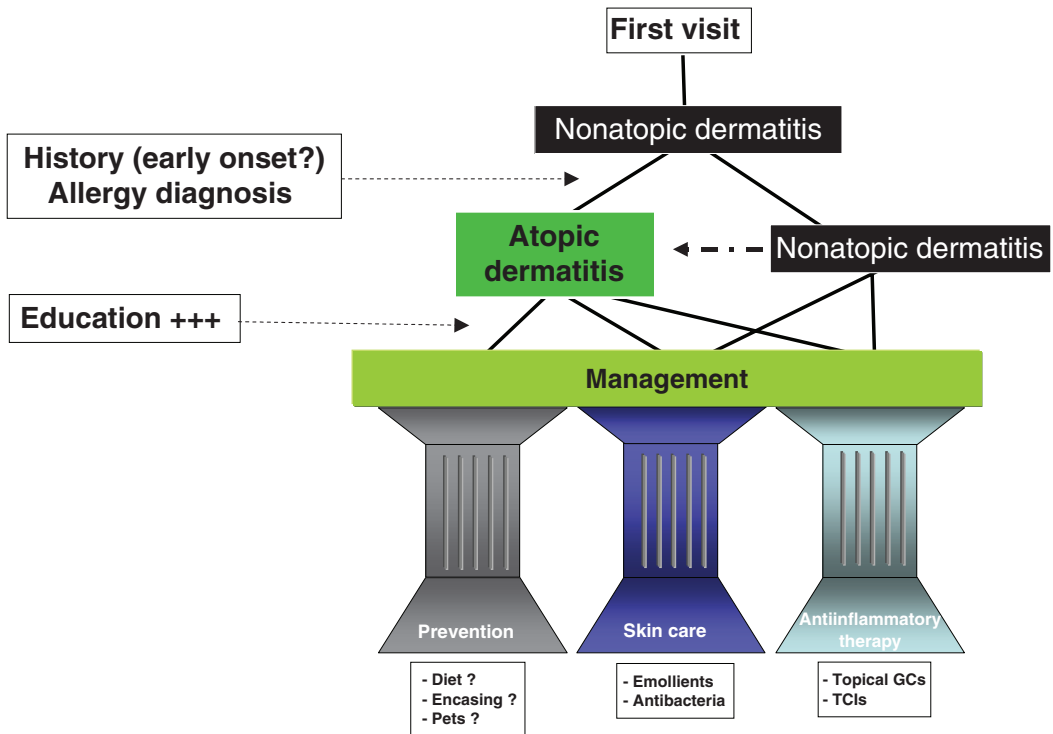 First visit
Nonatopic dermatitis
History (early onset?)
Allergy diagnosis
Atopic
dermatitis
Nonatopic dermatitis
Education +++
Management
Prevention
Skin care
Antiinflammatory
therapy
- Diet ?
- Encasing ?
- Pets ?
- Emollients
- Antibacteria
- Topical GCs
- TCIs